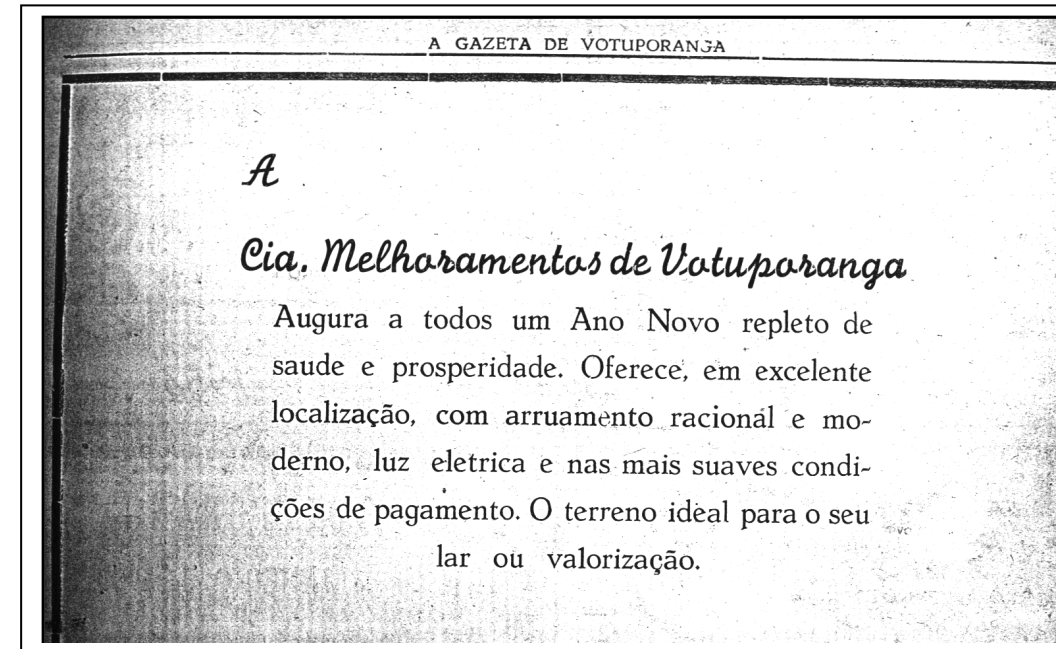 A GAZETA DE VOTUPORANGA
A
Cia. Melhoramentos de Votuporanga
Augura a todos um Ano Novo repleto de
saude e prosperidade. Oferece, em excelente
localização, com arruamento racional e mo-
derno, luz eletrica e nas mais suaves condi-
ções de pagamento. O terreno ideal para o seu
lar ou valorização.